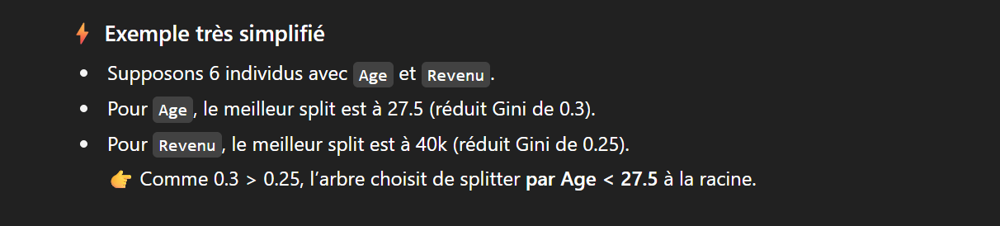 ⚡ Exemple très simplifié
• Supposons 6 individus avec Age et Revenu.
• Pour Age, le meilleur split est à 27.5 (réduit Gini de 0.3).
• Pour Revenu, le meilleur split est à 40k (réduit Gini de 0.25).
👉 Comme 0.3 > 0.25, l’arbre choisit de splitter par Age < 27.5 à la racine.